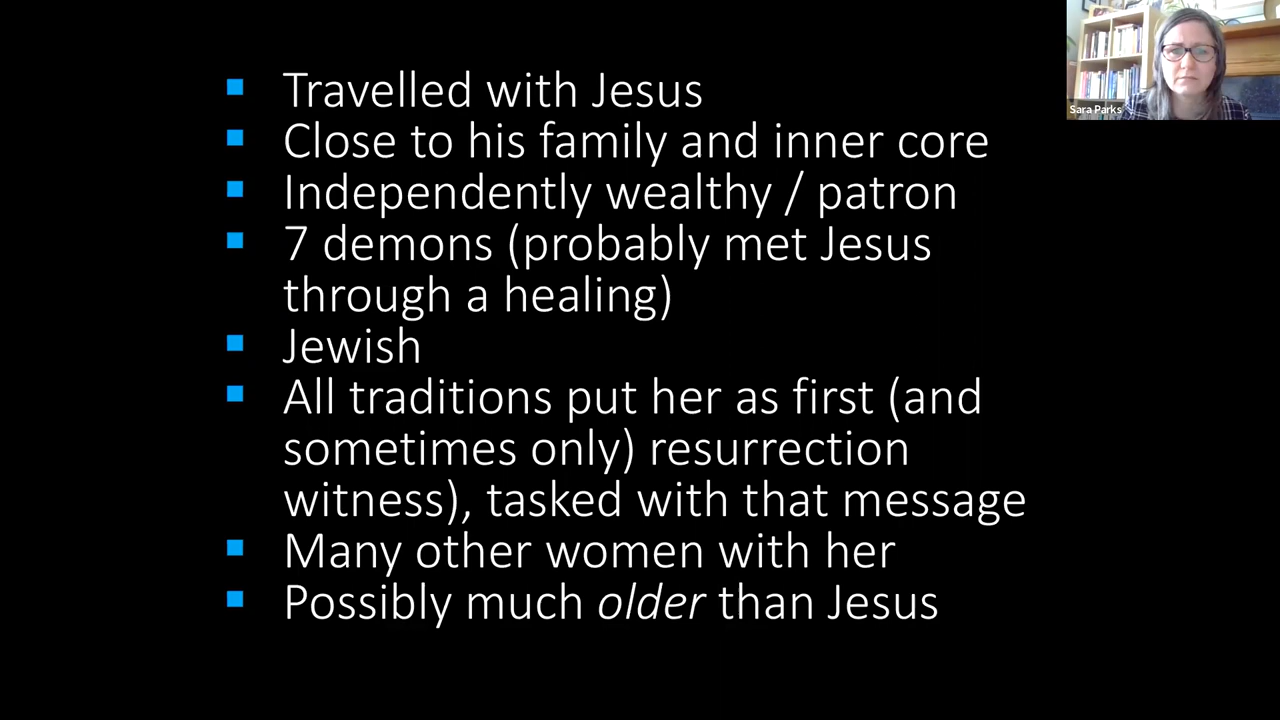 Travelled with Jesus
Close to his family and inner core
Independently wealthy / patron
7 demons (probably met Jesus
through a healing)
Jewish
All traditions put her as first (and
sometimes only) resurrection
witness), tasked with that message
Many other women with her
Possibly much older than Jesus
Sara Parks